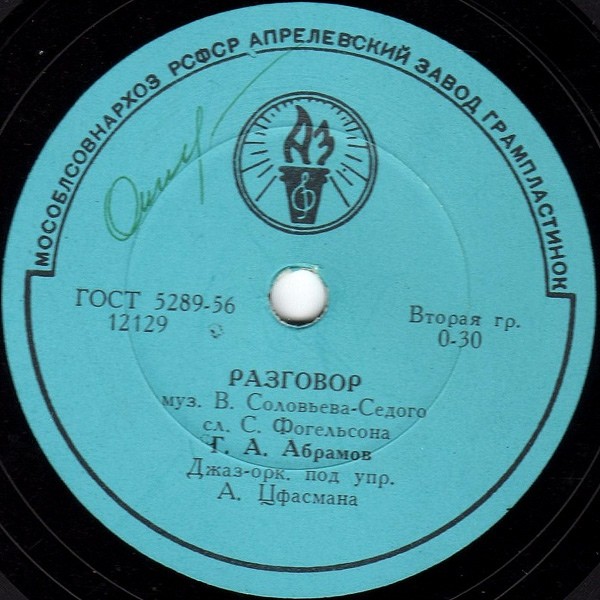 МОСОБЛСОВНАРХОЗ РСФСР АПРЕЛЕВСКИЙ ЗАВОД ГРАМПЛАСТИНОК
АЗ
ГОСТ 5289-56
12129
Вторая гр.
0-30
РАЗГОВОР
муз. В. Соловьева-Седого
сл. С. Фогельсона
Г. А. Абрамов
Джаз-орк. под упр.
А. Цфасмана